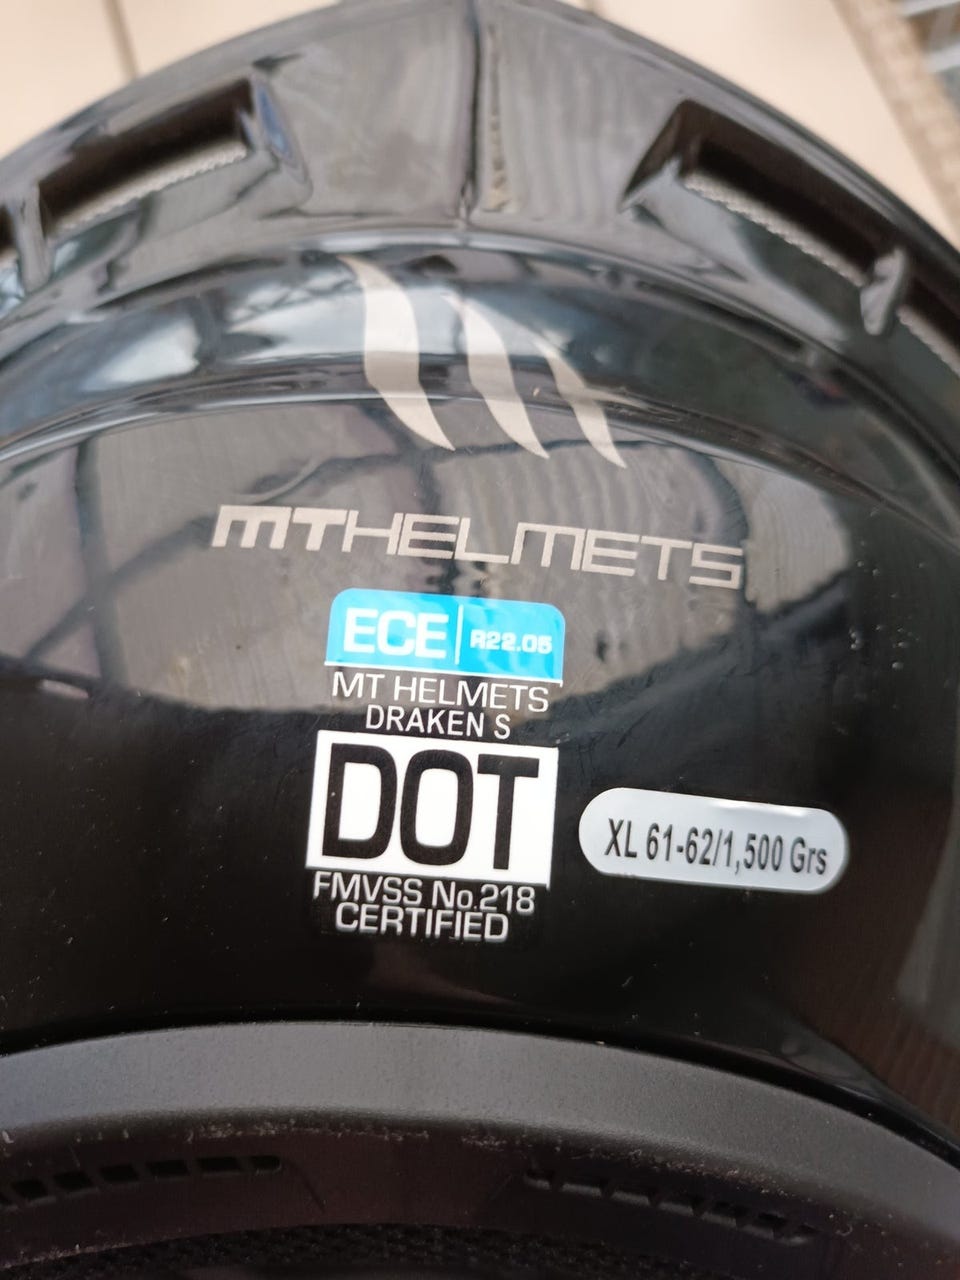 MTHELMETS
ECE R22.05
MT HELMETS
DRAKEN S
DOT
FMVSS No.218
CERTIFIED
XL 61-62/1,500 Grs